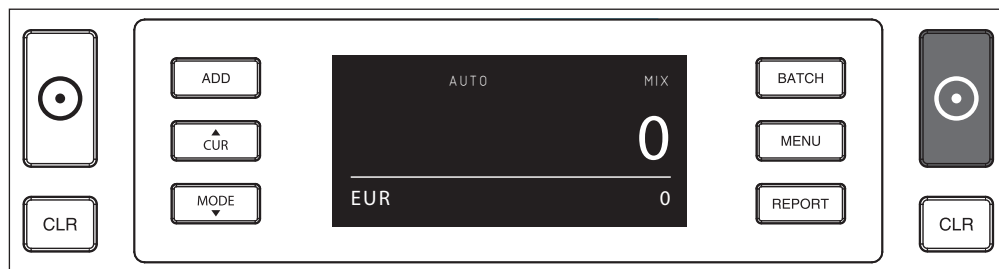 ADD
CUR
MODE
CLR
AUTO MIX
0
EUR 0
BATCH
MENU
REPORT
CLR